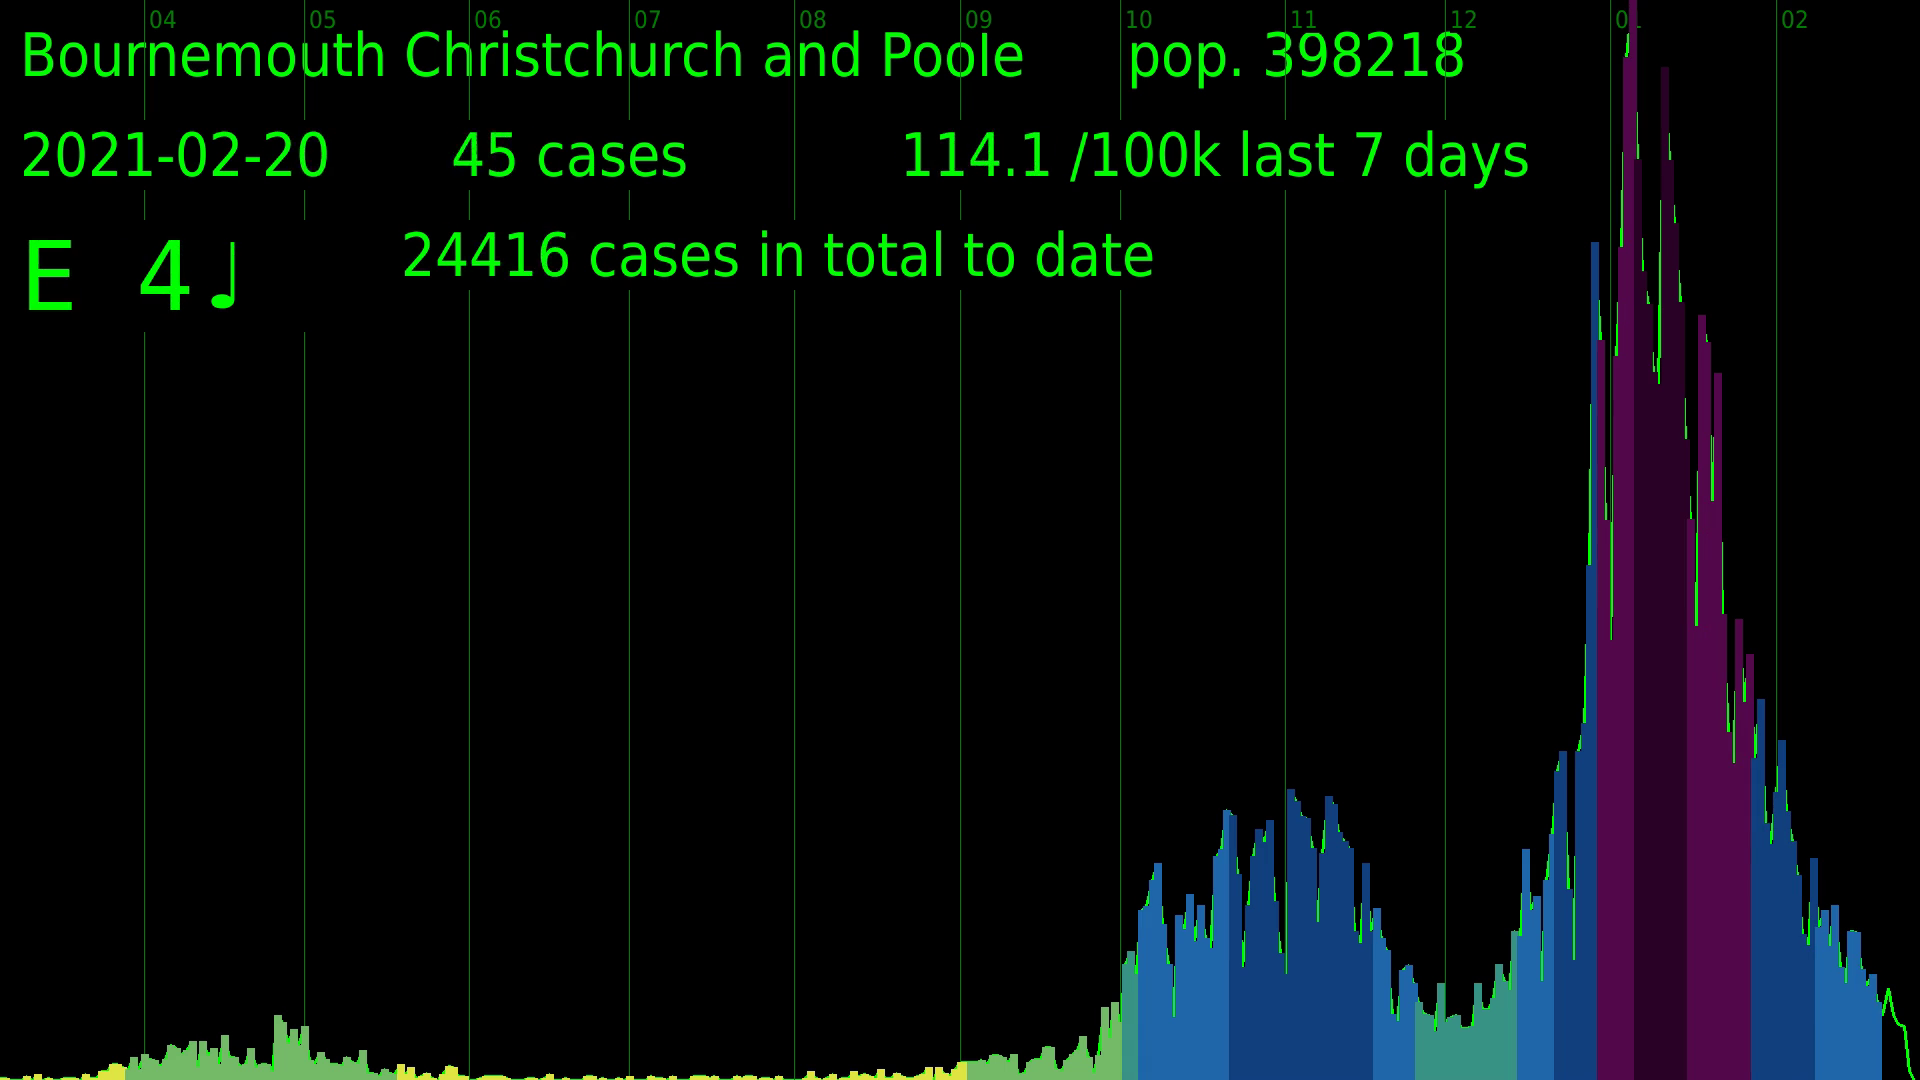 04 05 06 07 08 09 10 11 12 01 02
Bournemouth Christchurch and Poole pop. 398218
2021-02-20 45 cases 114.1 /100k last 7 days
E 4♩ 24416 cases in total to date